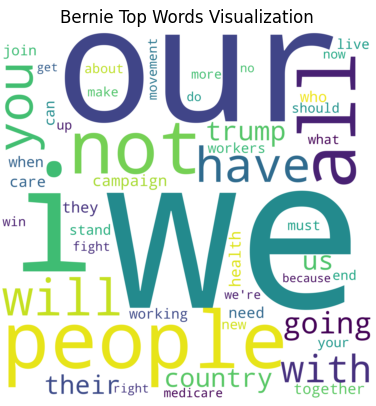 Bernie Top Words Visualization
our
join
about
movement
more
no
live
get
now
you
can
make
do
who
should
all
up
not
trump
what
when
workers
have
care
campaign
i
we
they
win
stand
must
fight
health
us
we're
because
end
will
working
need
new
going
your
people
with
their
right
country
medicare
together